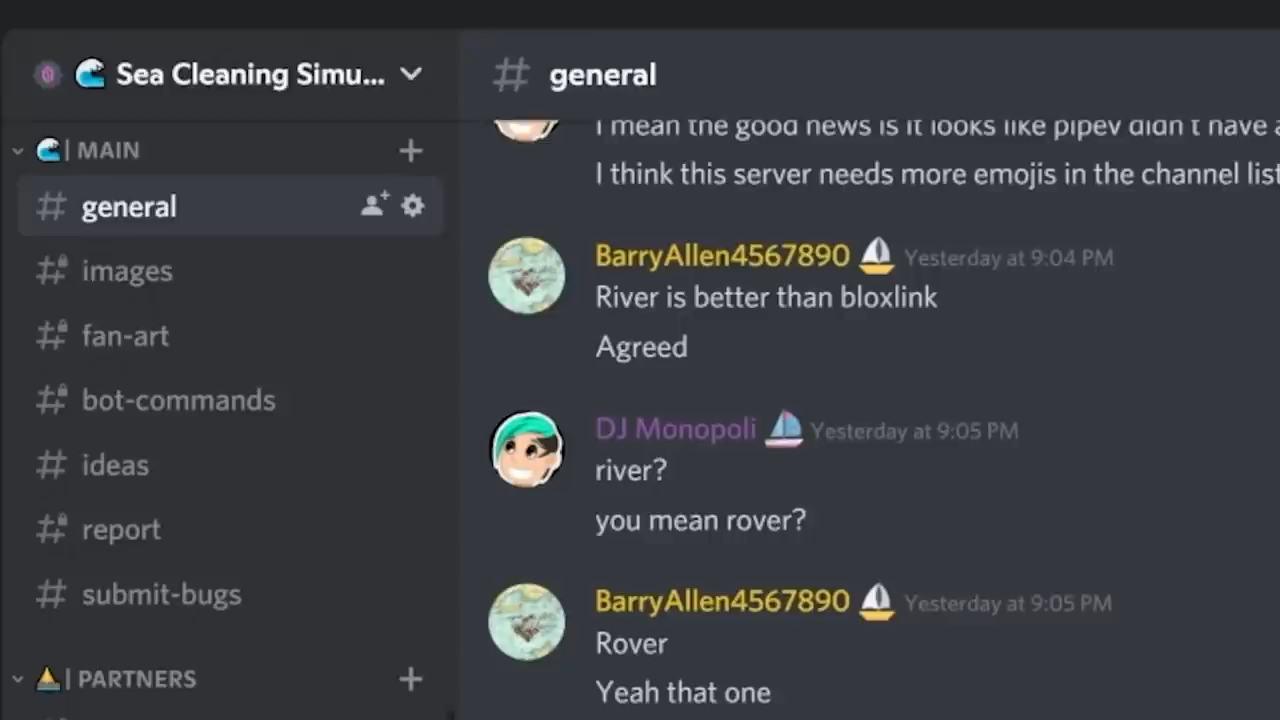 Sea Cleaning Simu...
| MAIN
general
images
fan-art
bot-commands
ideas
report
submit-bugs
| PARTNERS
general
I mean the good news is it looks like pipev didn't have
I think this server needs more emojis in the channel list
BarryAllen4567890 Yesterday at 9:04 PM
River is better than bloxlink
Agreed
DJ Monopoli Yesterday at 9:05 PM
river?
you mean rover?
BarryAllen4567890 Yesterday at 9:05 PM
Rover
Yeah that one